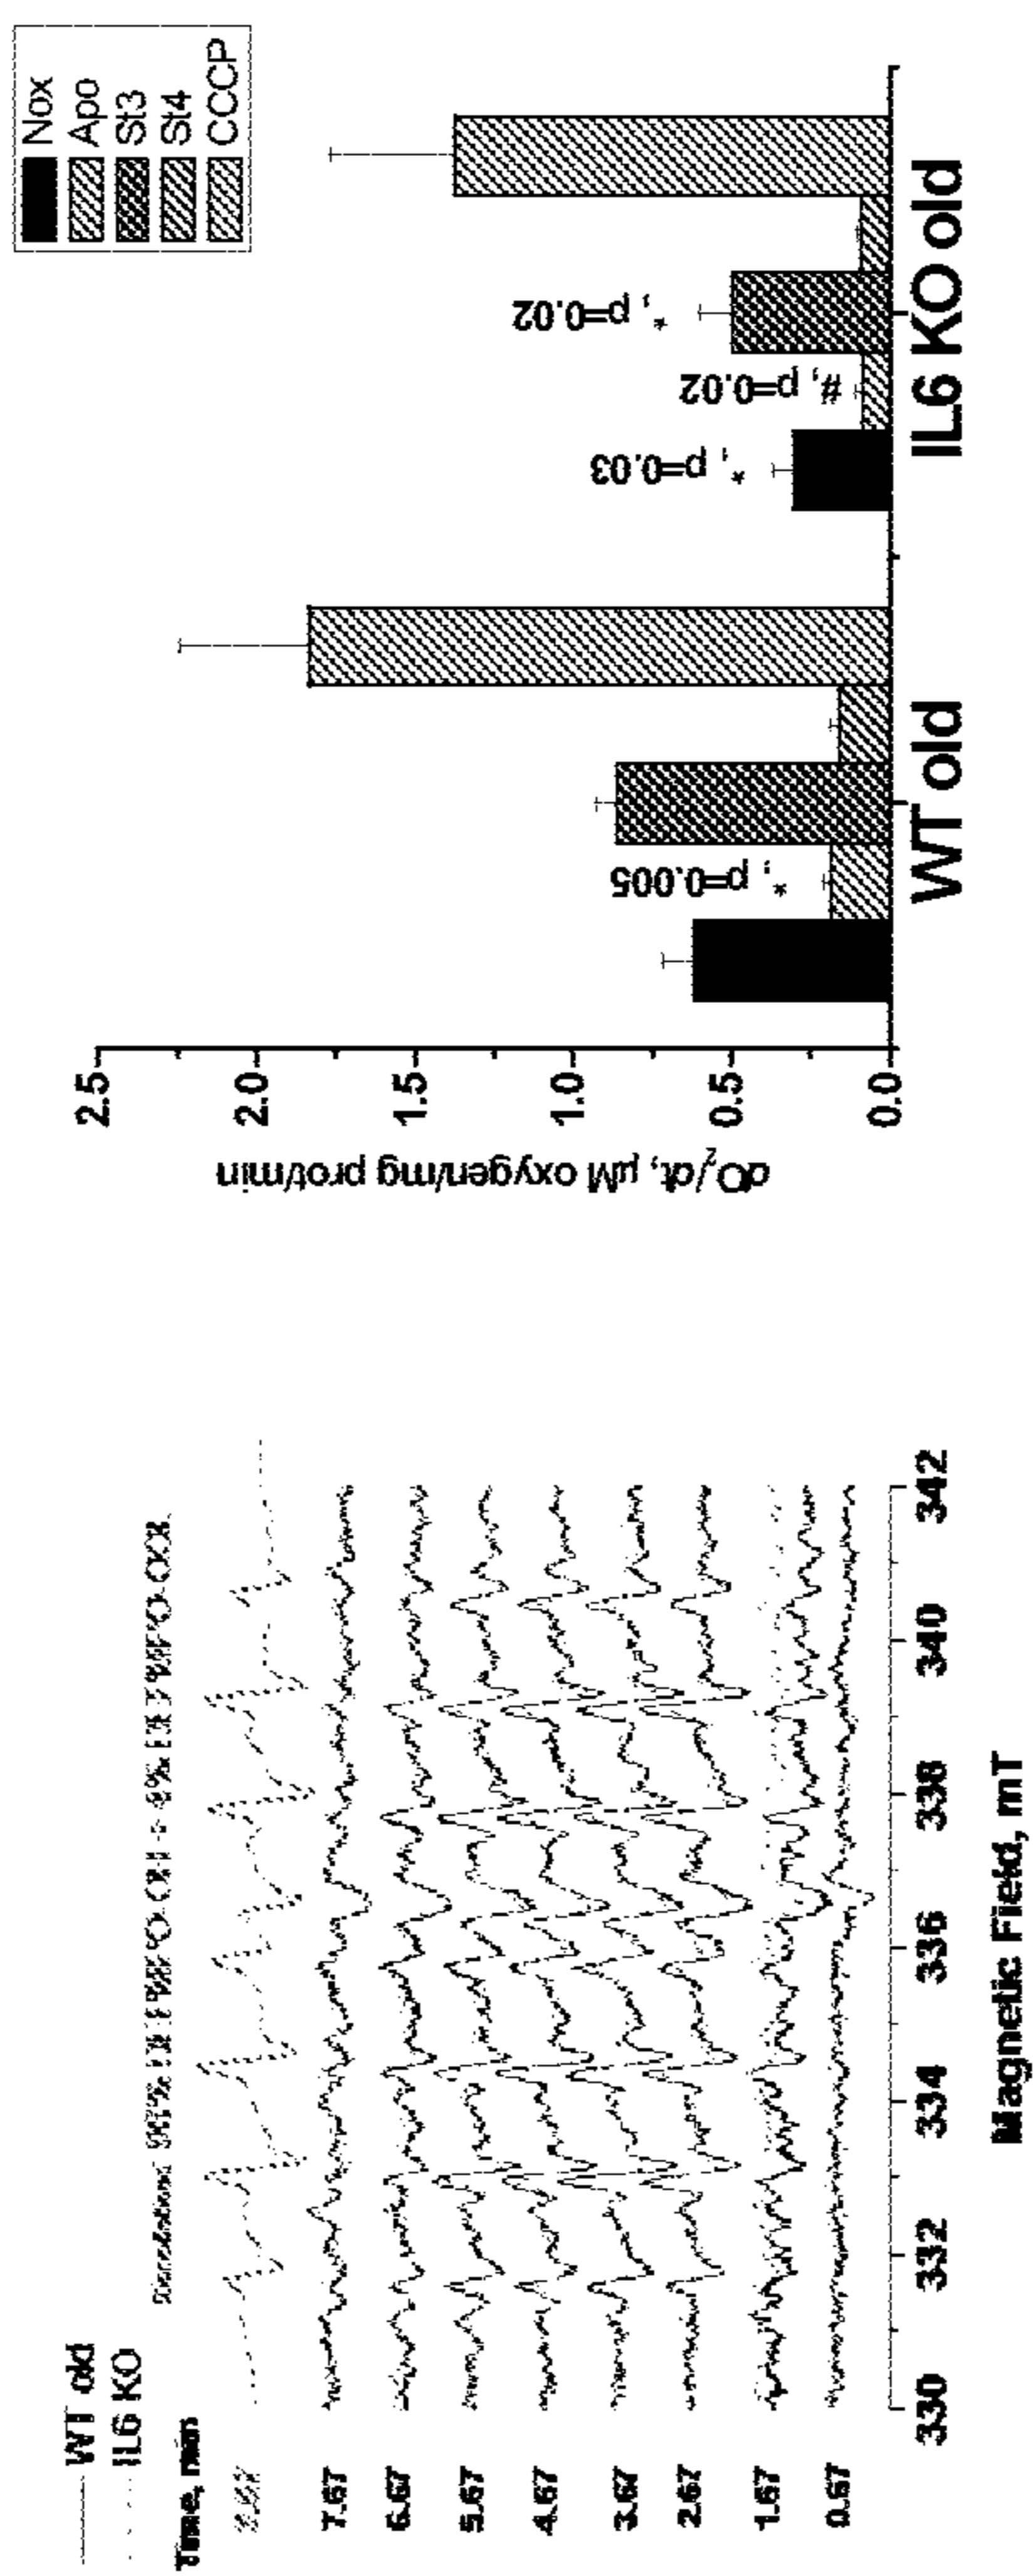 WT old
IL6 KO
Time, min
7.67
6.67
5.67
4.67
3.67
2.67
1.67
0.67
330
332
334
336
338
340
342
Magnetic Field, mT
dO₂/dt, μM oxygen/mg prot/min
2.5
2.0
1.5
1.0
0.5
0.0
*, p=0.005
*, p=0.03
#, p=0.02
*, p=0.02
WT old
IL6 KO old
Nox
Apo
St3
St4
CCCP